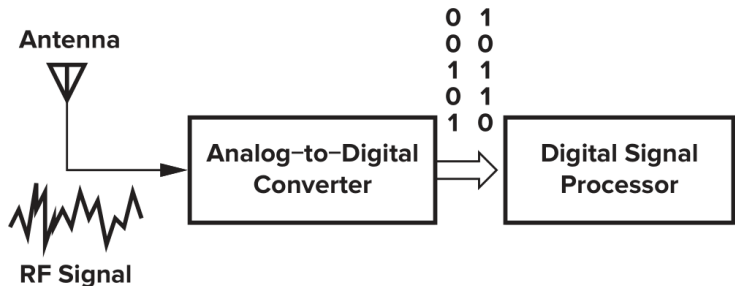 Antenna
0 1
0 0
1 1
0 1
1 0
Analog-to-Digital
Converter
Digital Signal
Processor
RF Signal